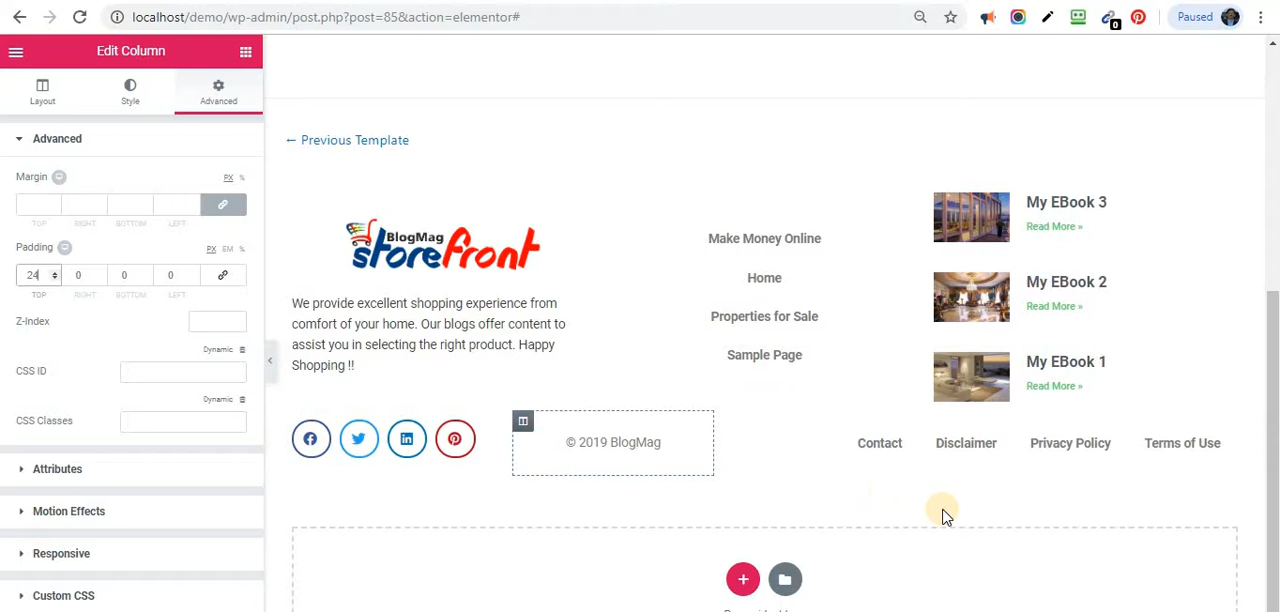 localhost/demo/wp-admin/post.php?post=85&action=elementor#
0
Paused
Edit Column
Layout
Style
Advanced
Advanced
Margin
PX %
TOP RIGHT BOTTOM LEFT
Padding
PX EM %
24 0 0 0
TOP RIGHT BOTTOM LEFT
Z-Index
Dynamic
CSS ID
Dynamic
CSS Classes
Attributes
Motion Effects
Responsive
Custom CSS
← Previous Template
BlogMag
storefront
We provide excellent shopping experience from
comfort of your home. Our blogs offer content to
assist you in selecting the right product. Happy
Shopping !!
Make Money Online
Home
Properties for Sale
Sample Page
My EBook 3
Read More »
My EBook 2
Read More »
My EBook 1
Read More »
© 2019 BlogMag
Contact Disclaimer Privacy Policy Terms of Use